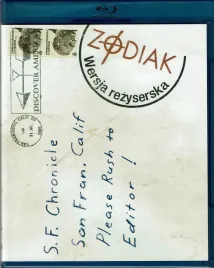 ZODIAK
Wersja reżyserska
DISCOVER AMERICA
S.F. Chronicle
San Fran. Calif
Please Rush to
Editor !